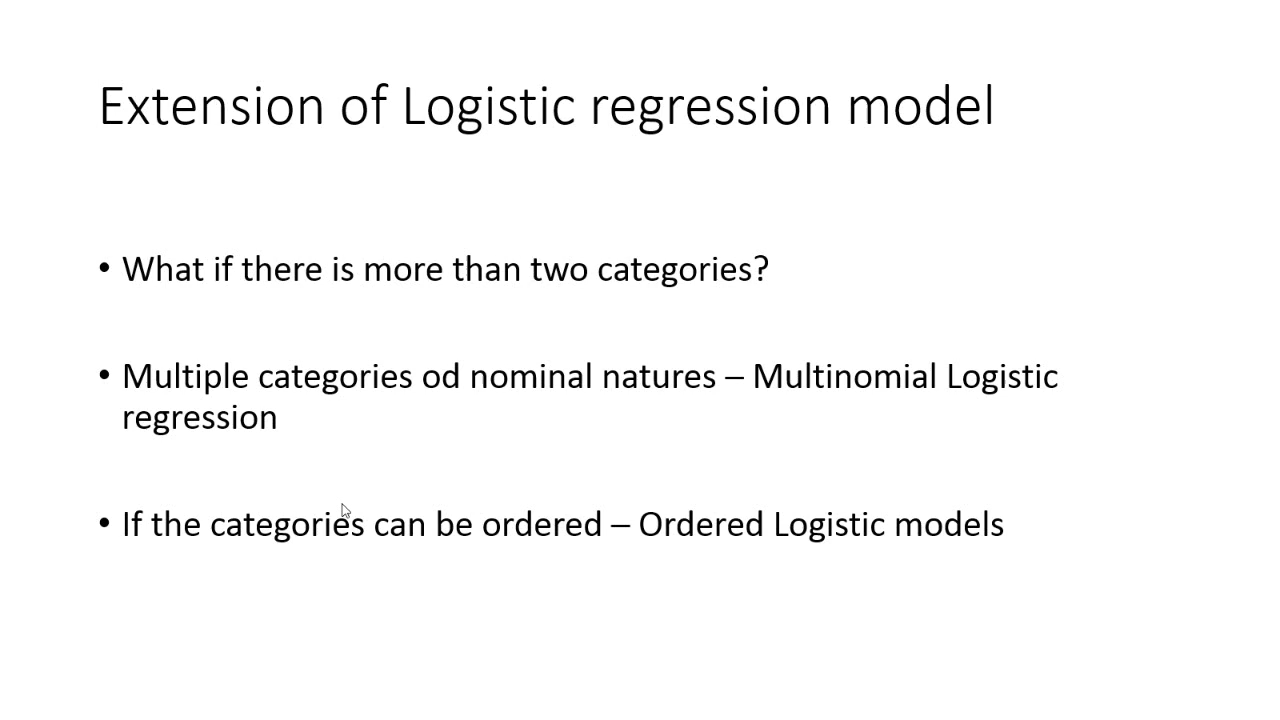 Extension of Logistic regression model
• What if there is more than two categories?
• Multiple categories od nominal natures – Multinomial Logistic
regression
• If the categories can be ordered – Ordered Logistic models